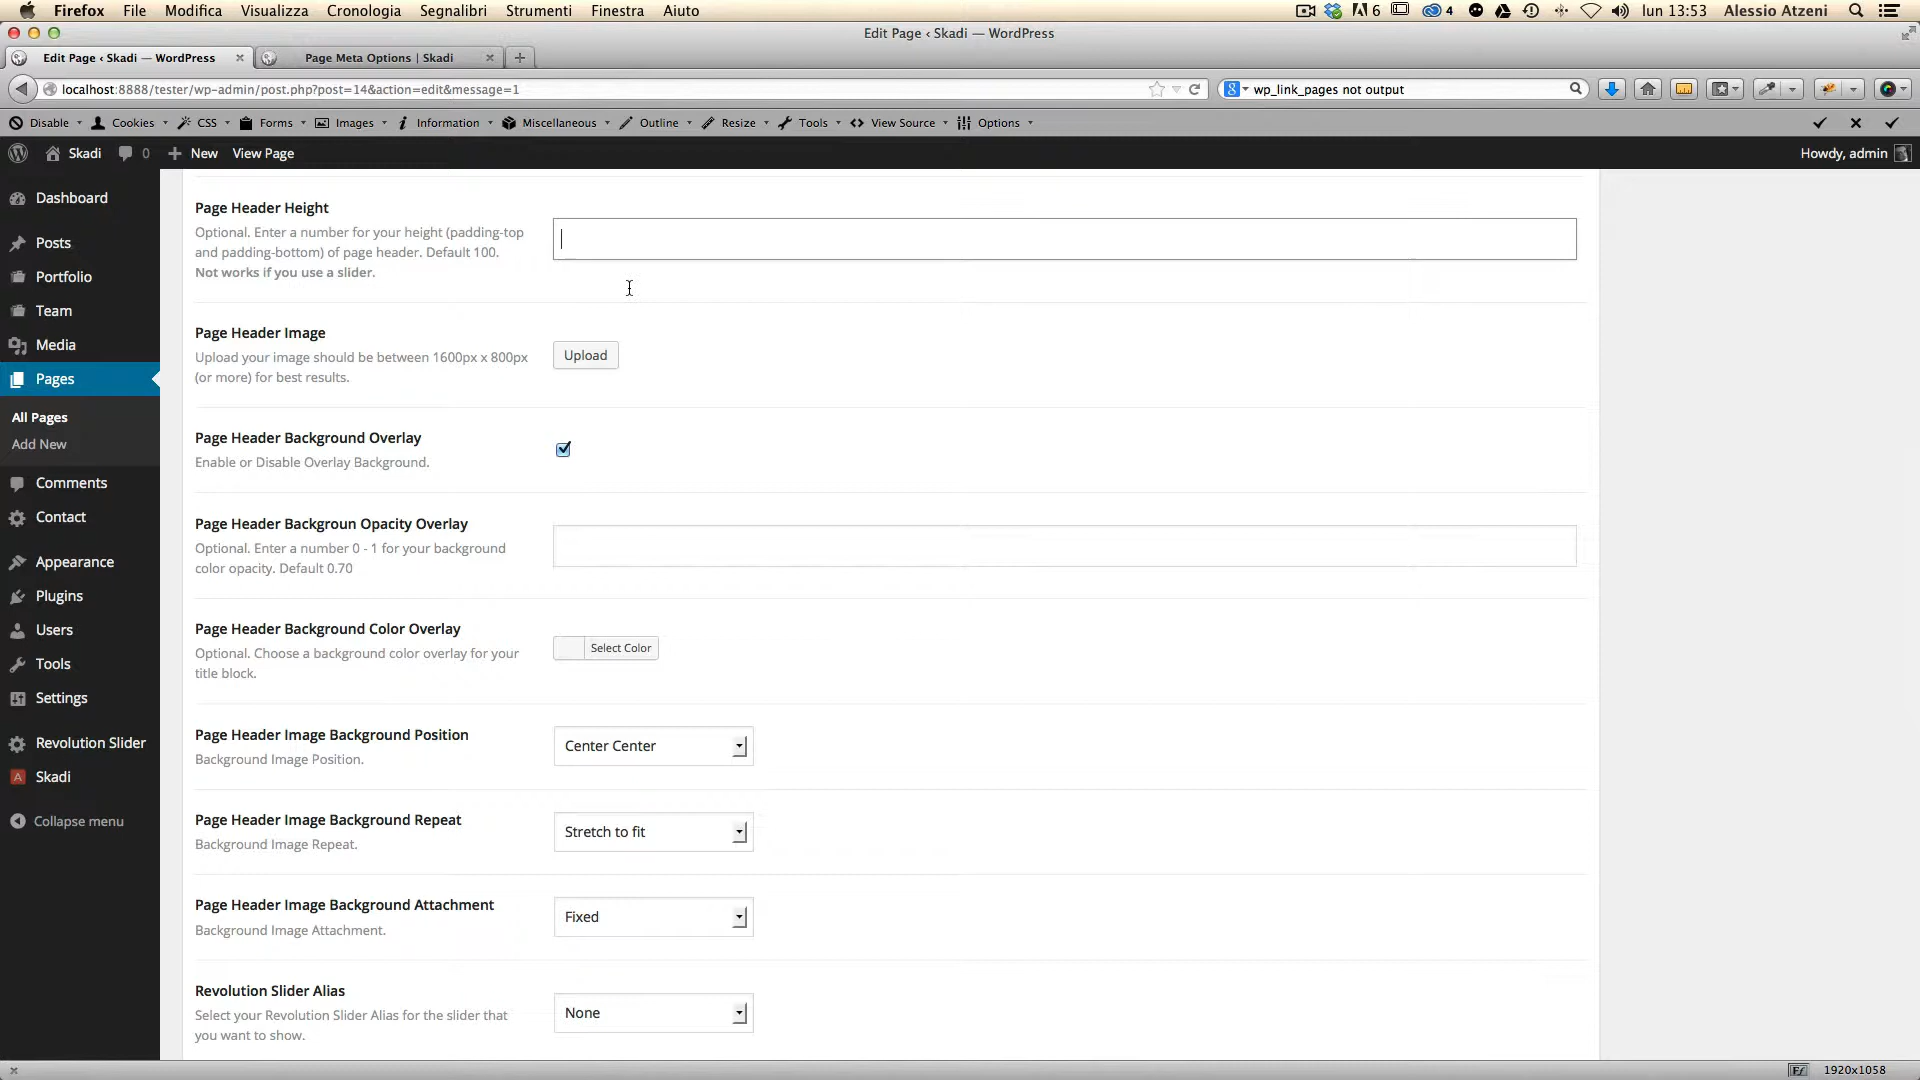 Firefox File Modifica Visualizza Cronologia Segnalibri Strumenti Finestra Aiuto 6 4 lun 13:53 Alessio Atzeni
Edit Page ‹ Skadi — WordPress
Edit Page ‹ Skadi — WordPress Page Meta Options | Skadi
localhost:8888/tester/wp-admin/post.php?post=14&action=edit&message=1 wp_link_pages not output
Disable Cookies CSS Forms Images Information Miscellaneous Outline Resize Tools View Source Options
Skadi 0 New View Page Howdy, admin
Dashboard
Posts
Portfolio
Team
Media
Pages
All Pages
Add New
Comments
Contact
Appearance
Plugins
Users
Tools
Settings
Revolution Slider
Skadi
Collapse menu
Page Header Height
Optional. Enter a number for your height (padding-top
and padding-bottom) of page header. Default 100.
Not works if you use a slider.
Page Header Image
Upload your image should be between 1600px x 800px
(or more) for best results.
Upload
Page Header Background Overlay
Enable or Disable Overlay Background.
Page Header Backgroun Opacity Overlay
Optional. Enter a number 0 - 1 for your background
color opacity. Default 0.70
Page Header Background Color Overlay
Optional. Choose a background color overlay for your
title block.
Select Color
Page Header Image Background Position
Background Image Position.
Center Center
Page Header Image Background Repeat
Background Image Repeat.
Stretch to fit
Page Header Image Background Attachment
Background Image Attachment.
Fixed
Revolution Slider Alias
Select your Revolution Slider Alias for the slider that
you want to show.
None
1920x1058